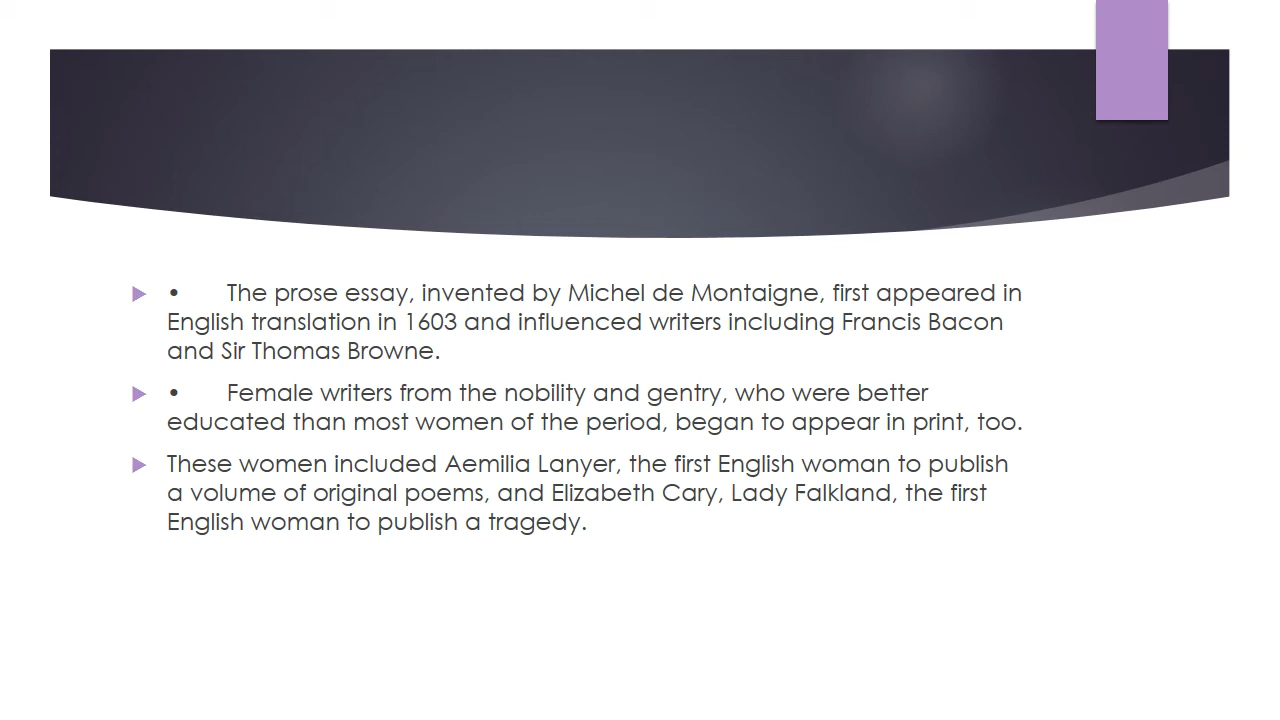 • The prose essay, invented by Michel de Montaigne, first appeared in
English translation in 1603 and influenced writers including Francis Bacon
and Sir Thomas Browne.
• Female writers from the nobility and gentry, who were better
educated than most women of the period, began to appear in print, too.
These women included Aemilia Lanyer, the first English woman to publish
a volume of original poems, and Elizabeth Cary, Lady Falkland, the first
English woman to publish a tragedy.